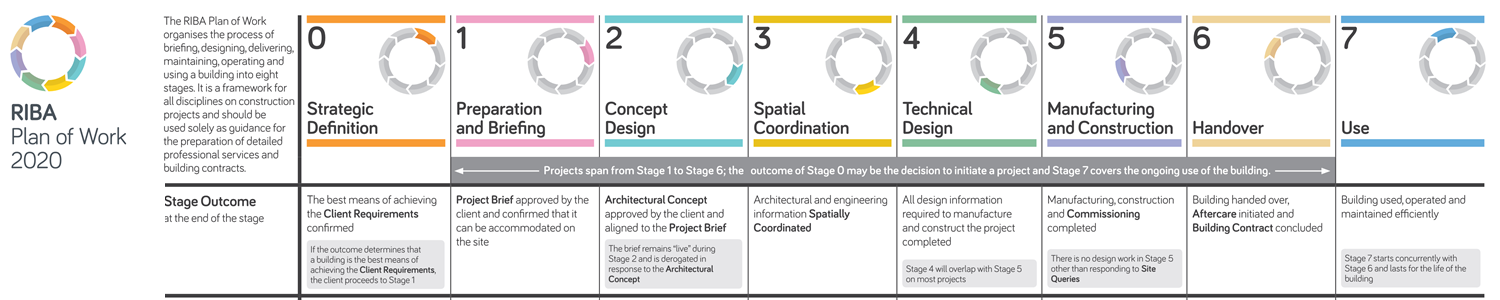 RIBA
Plan of Work
2020
The RIBA Plan of Work
organises the process of
briefing, designing, delivering,
maintaining, operating and
using a building into eight
stages. It is a framework for
all disciplines on construction
projects and should be
used solely as guidance for
the preparation of detailed
professional services and
building contracts.
0
Strategic
Definition
1
Preparation
and Briefing
2
Concept
Design
3
Spatial
Coordination
4
Technical
Design
5
Manufacturing
and Construction
6
Handover
7
Use
Projects span from Stage 1 to Stage 6; the outcome of Stage 0 may be the decision to initiate a project and Stage 7 covers the ongoing use of the building.
Stage Outcome
at the end of the stage
The best means of achieving
the Client Requirements
confirmed
If the outcome determines that
a building is the best means of
achieving the Client Requirements,
the client proceeds to Stage 1
Project Brief approved by the
client and confirmed that it
can be accommodated on
the site
Architectural Concept
approved by the client and
aligned to the Project Brief
The brief remains "live" during
Stage 2 and is derogated in
response to the Architectural
Concept
Architectural and engineering
information Spatially
Coordinated
All design information
required to manufacture
and construct the project
completed
Stage 4 will overlap with Stage 5
on most projects
Manufacturing, construction
and Commissioning
completed
There is no design work in Stage 5
other than responding to Site
Queries
Building handed over,
Aftercare initiated and
Building Contract concluded
Building used, operated and
maintained efficiently
Stage 7 starts concurrently with
Stage 6 and lasts for the life of the
building